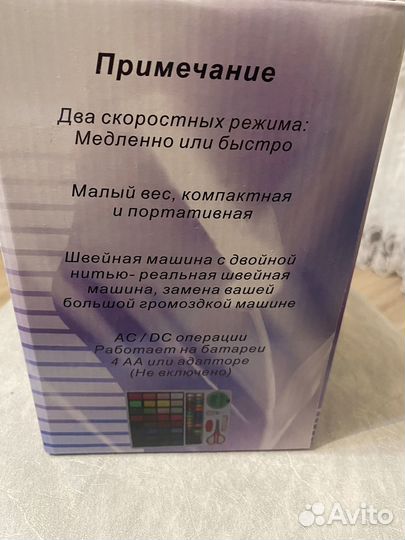 Примечание
Два скоростных режима:
Медленно или быстро
Малый вес, компактная
и портативная
Швейная машина с двойной
нитью- реальная швейная
машина, замена вашей
большой громоздкой машине
AC / DC операции
Работает на батареи
4 АА или адапторе
(Не включено)
Avito